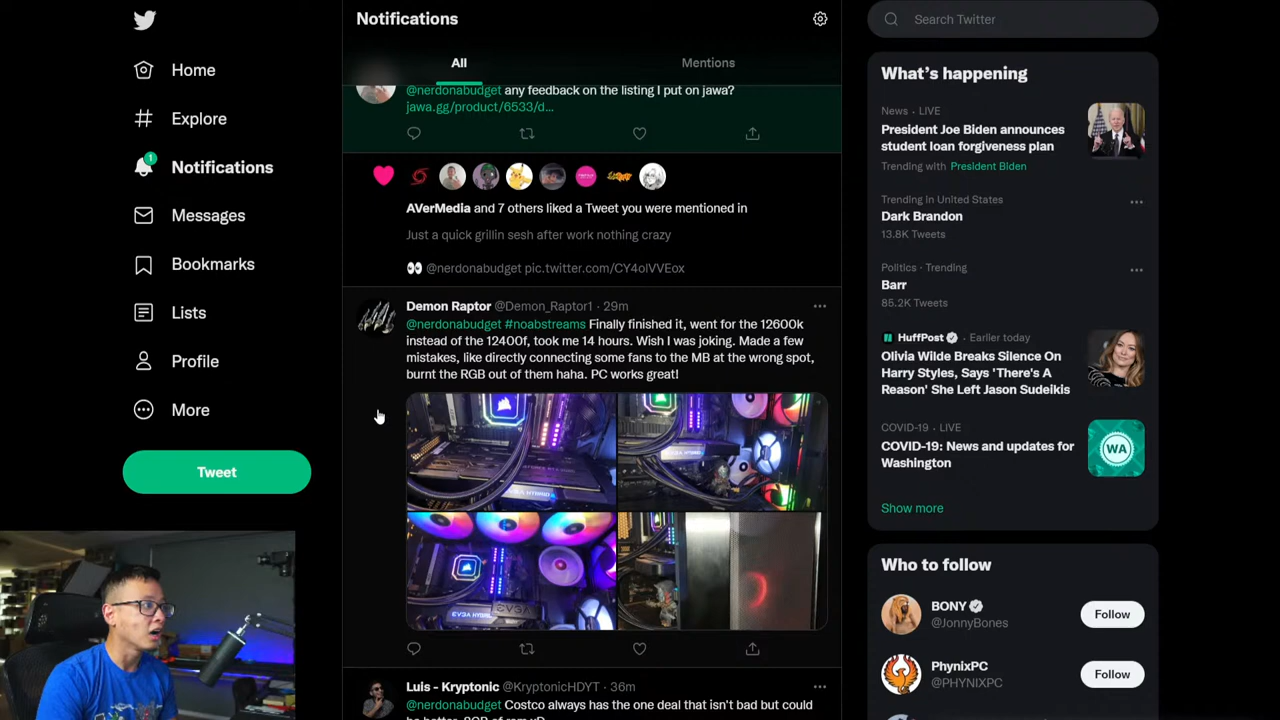 Home
Explore
1
Notifications
Messages
Bookmarks
Lists
Profile
More
Tweet
Notifications
All
Mentions
@nerdonabudget any feedback on the listing I put on jawa?
jawa.gg/product/6533/d...
AVerMedia and 7 others liked a Tweet you were mentioned in
Just a quick grillin sesh after work nothing crazy
👀 @nerdonabudget pic.twitter.com/CY4olVVEox
Demon Raptor @Demon_Raptor1 · 29m
@nerdonabudget #noabstreams Finally finished it, went for the 12600k
instead of the 12400f, took me 14 hours. Wish I was joking. Made a few
mistakes, like directly connecting some fans to the MB at the wrong spot,
burnt the RGB out of them haha. PC works great!
EVGA HYBRID
EVGA HYBRID
EVGA HYBRID
EVGA
Luis - Kryptonic @KryptonicHDYT · 36m
@nerdonabudget Costco always has the one deal that isn't bad but could
Search Twitter
What's happening
News · LIVE
President Joe Biden announces
student loan forgiveness plan
Trending with President Biden
Trending in United States
Dark Brandon
13.8K Tweets
Politics · Trending
Barr
85.2K Tweets
HuffPost · Earlier today
Olivia Wilde Breaks Silence On
Harry Styles, Says 'There's A
Reason' She Left Jason Sudeikis
COVID-19 · LIVE
COVID-19: News and updates for
Washington
WA
Show more
Who to follow
BONY
@JonnyBones
Follow
PhynixPC
@PHYNIXPC
Follow